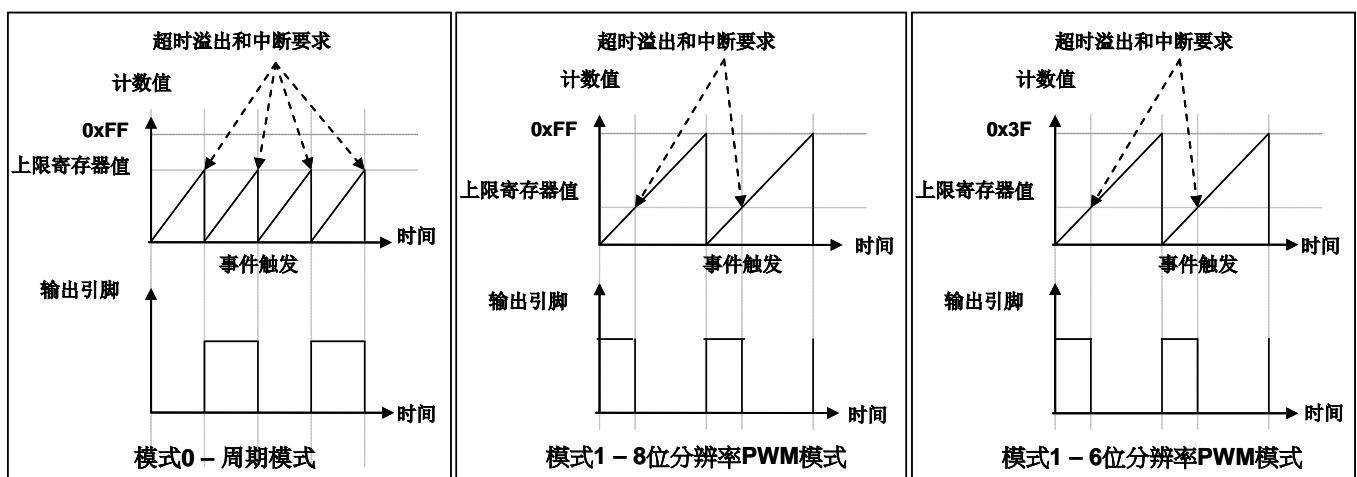 超时溢出和中断要求
计数值
0xFF
上限寄存器值
时间
事件触发
输出引脚
时间
模式0 – 周期模式
超时溢出和中断要求
计数值
0xFF
上限寄存器值
时间
事件触发
输出引脚
时间
模式1 – 8位分辨率PWM模式
超时溢出和中断要求
计数值
0x3F
上限寄存器值
时间
事件触发
输出引脚
时间
模式1 – 6位分辨率PWM模式